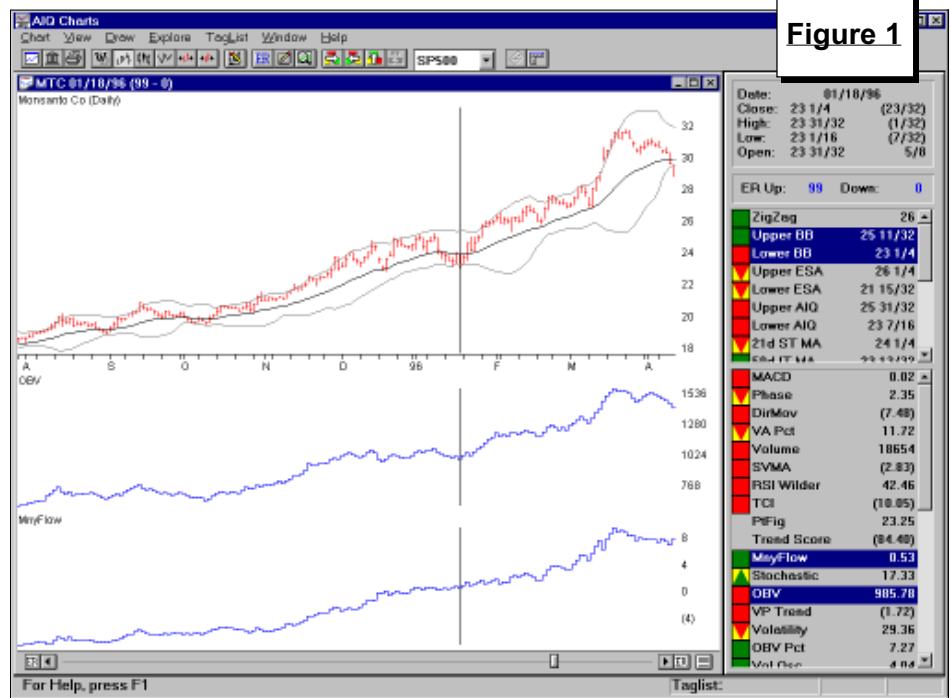 AIQ Charts
Figure 1
Chart View Draw Explore TagList Window Help
W
ER
SP500
MTC 01/18/96 (99 - 0)
Monsanto Co (Daily)
32
30
28
26
24
22
20
18
A S O N D 96 F M A
OBV
1536
1280
1024
768
MnyFlow
8
4
0
(4)
Date: 01/18/96
Close: 23 1/4 (23/32)
High: 23 31/32 (1/32)
Low: 23 1/16 (7/32)
Open: 23 31/32 5/8
ER Up: 99 Down: 0
ZigZag 26
Upper BB 25 11/32
Lower BB 23 1/4
Upper ESA 26 1/4
Lower ESA 21 15/32
Upper AIQ 25 31/32
Lower AIQ 23 7/16
21d ST MA 24 1/4
MACD 0.02
Phase 2.35
DirMov (7.48)
VA Pct 11.72
Volume 18654
SVMA (2.83)
RSI Wilder 42.46
TCI (10.05)
PtFig 23.25
Trend Score (84.40)
MnyFlow 0.53
Stochastic 17.33
OBV 985.78
VP Trend (1.72)
Volatility 29.36
OBV Pct 7.27
Vol Osc
For Help, press F1
Taglist: